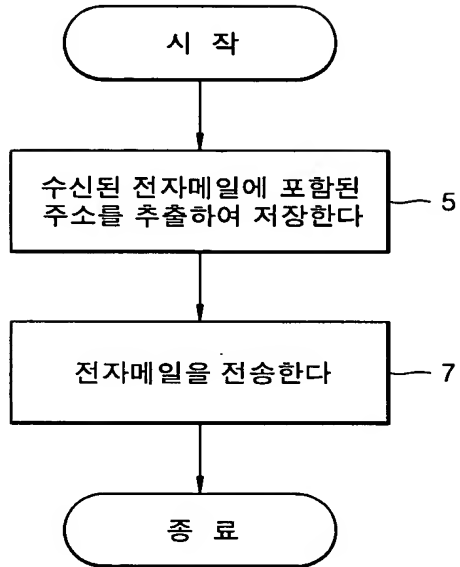 시 작
수신된 전자메일에 포함된
주소를 추출하여 저장한다
5
전자메일을 전송한다
7
종 료